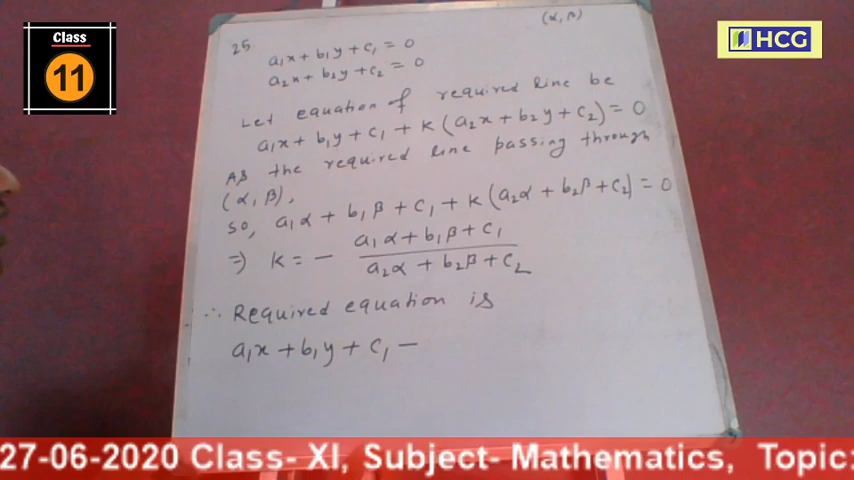 Class
11
HCG
(α, β)
25
a₁x + b₁y + c₁ = 0
a₂x + b₂y + c₂ = 0
Let equation of required line be
a₁x + b₁y + c₁ + k (a₂x + b₂y + c₂) = 0
As the required line passing through
(α, β),
so, a₁α + b₁β + c₁ + k (a₂α + b₂β + c₂) = 0
⇒ k = − a₁α + b₁β + c₁
a₂α + b₂β + c₂
∴ Required equation is
a₁x + b₁y + c₁ −
27-06-2020 Class- XI, Subject- Mathematics, Topic: